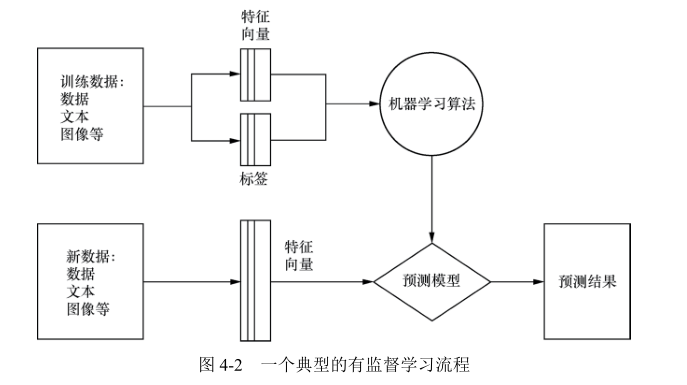 特征
向量
训练数据：
数据
文本
图像等
机器学习算法
标签
新数据：
数据
文本
图像等
特征
向量
预测模型
预测结果
图 4-2 一个典型的有监督学习流程